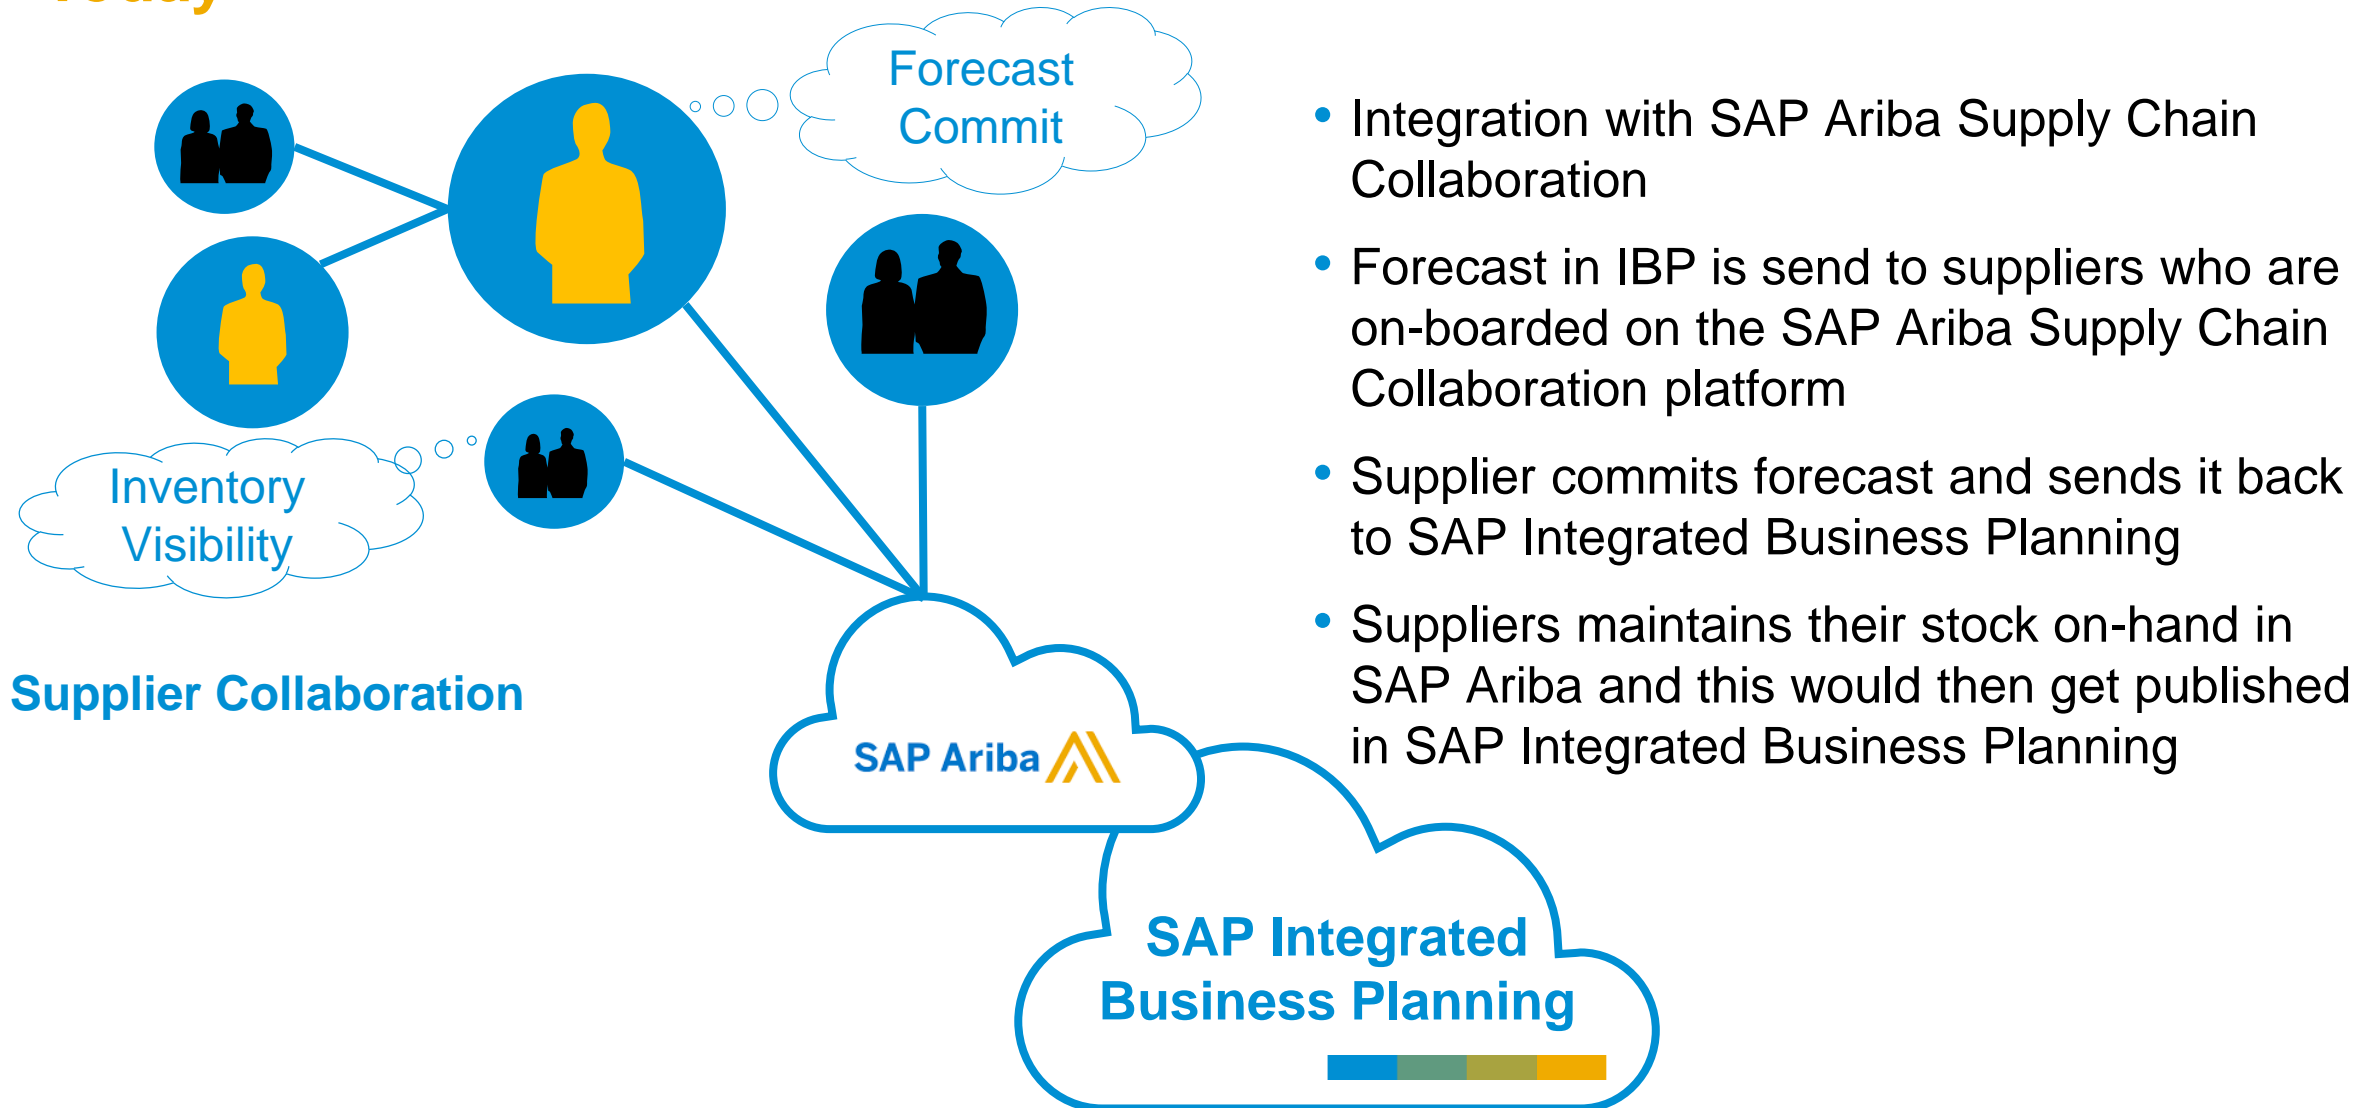 Today
Forecast
Commit
Inventory
Visibility
Supplier Collaboration
SAP Ariba
SAP Integrated
Business Planning
• Integration with SAP Ariba Supply Chain
Collaboration
• Forecast in IBP is send to suppliers who are
on-boarded on the SAP Ariba Supply Chain
Collaboration platform
• Supplier commits forecast and sends it back
to SAP Integrated Business Planning
• Suppliers maintains their stock on-hand in
SAP Ariba and this would then get published
in SAP Integrated Business Planning